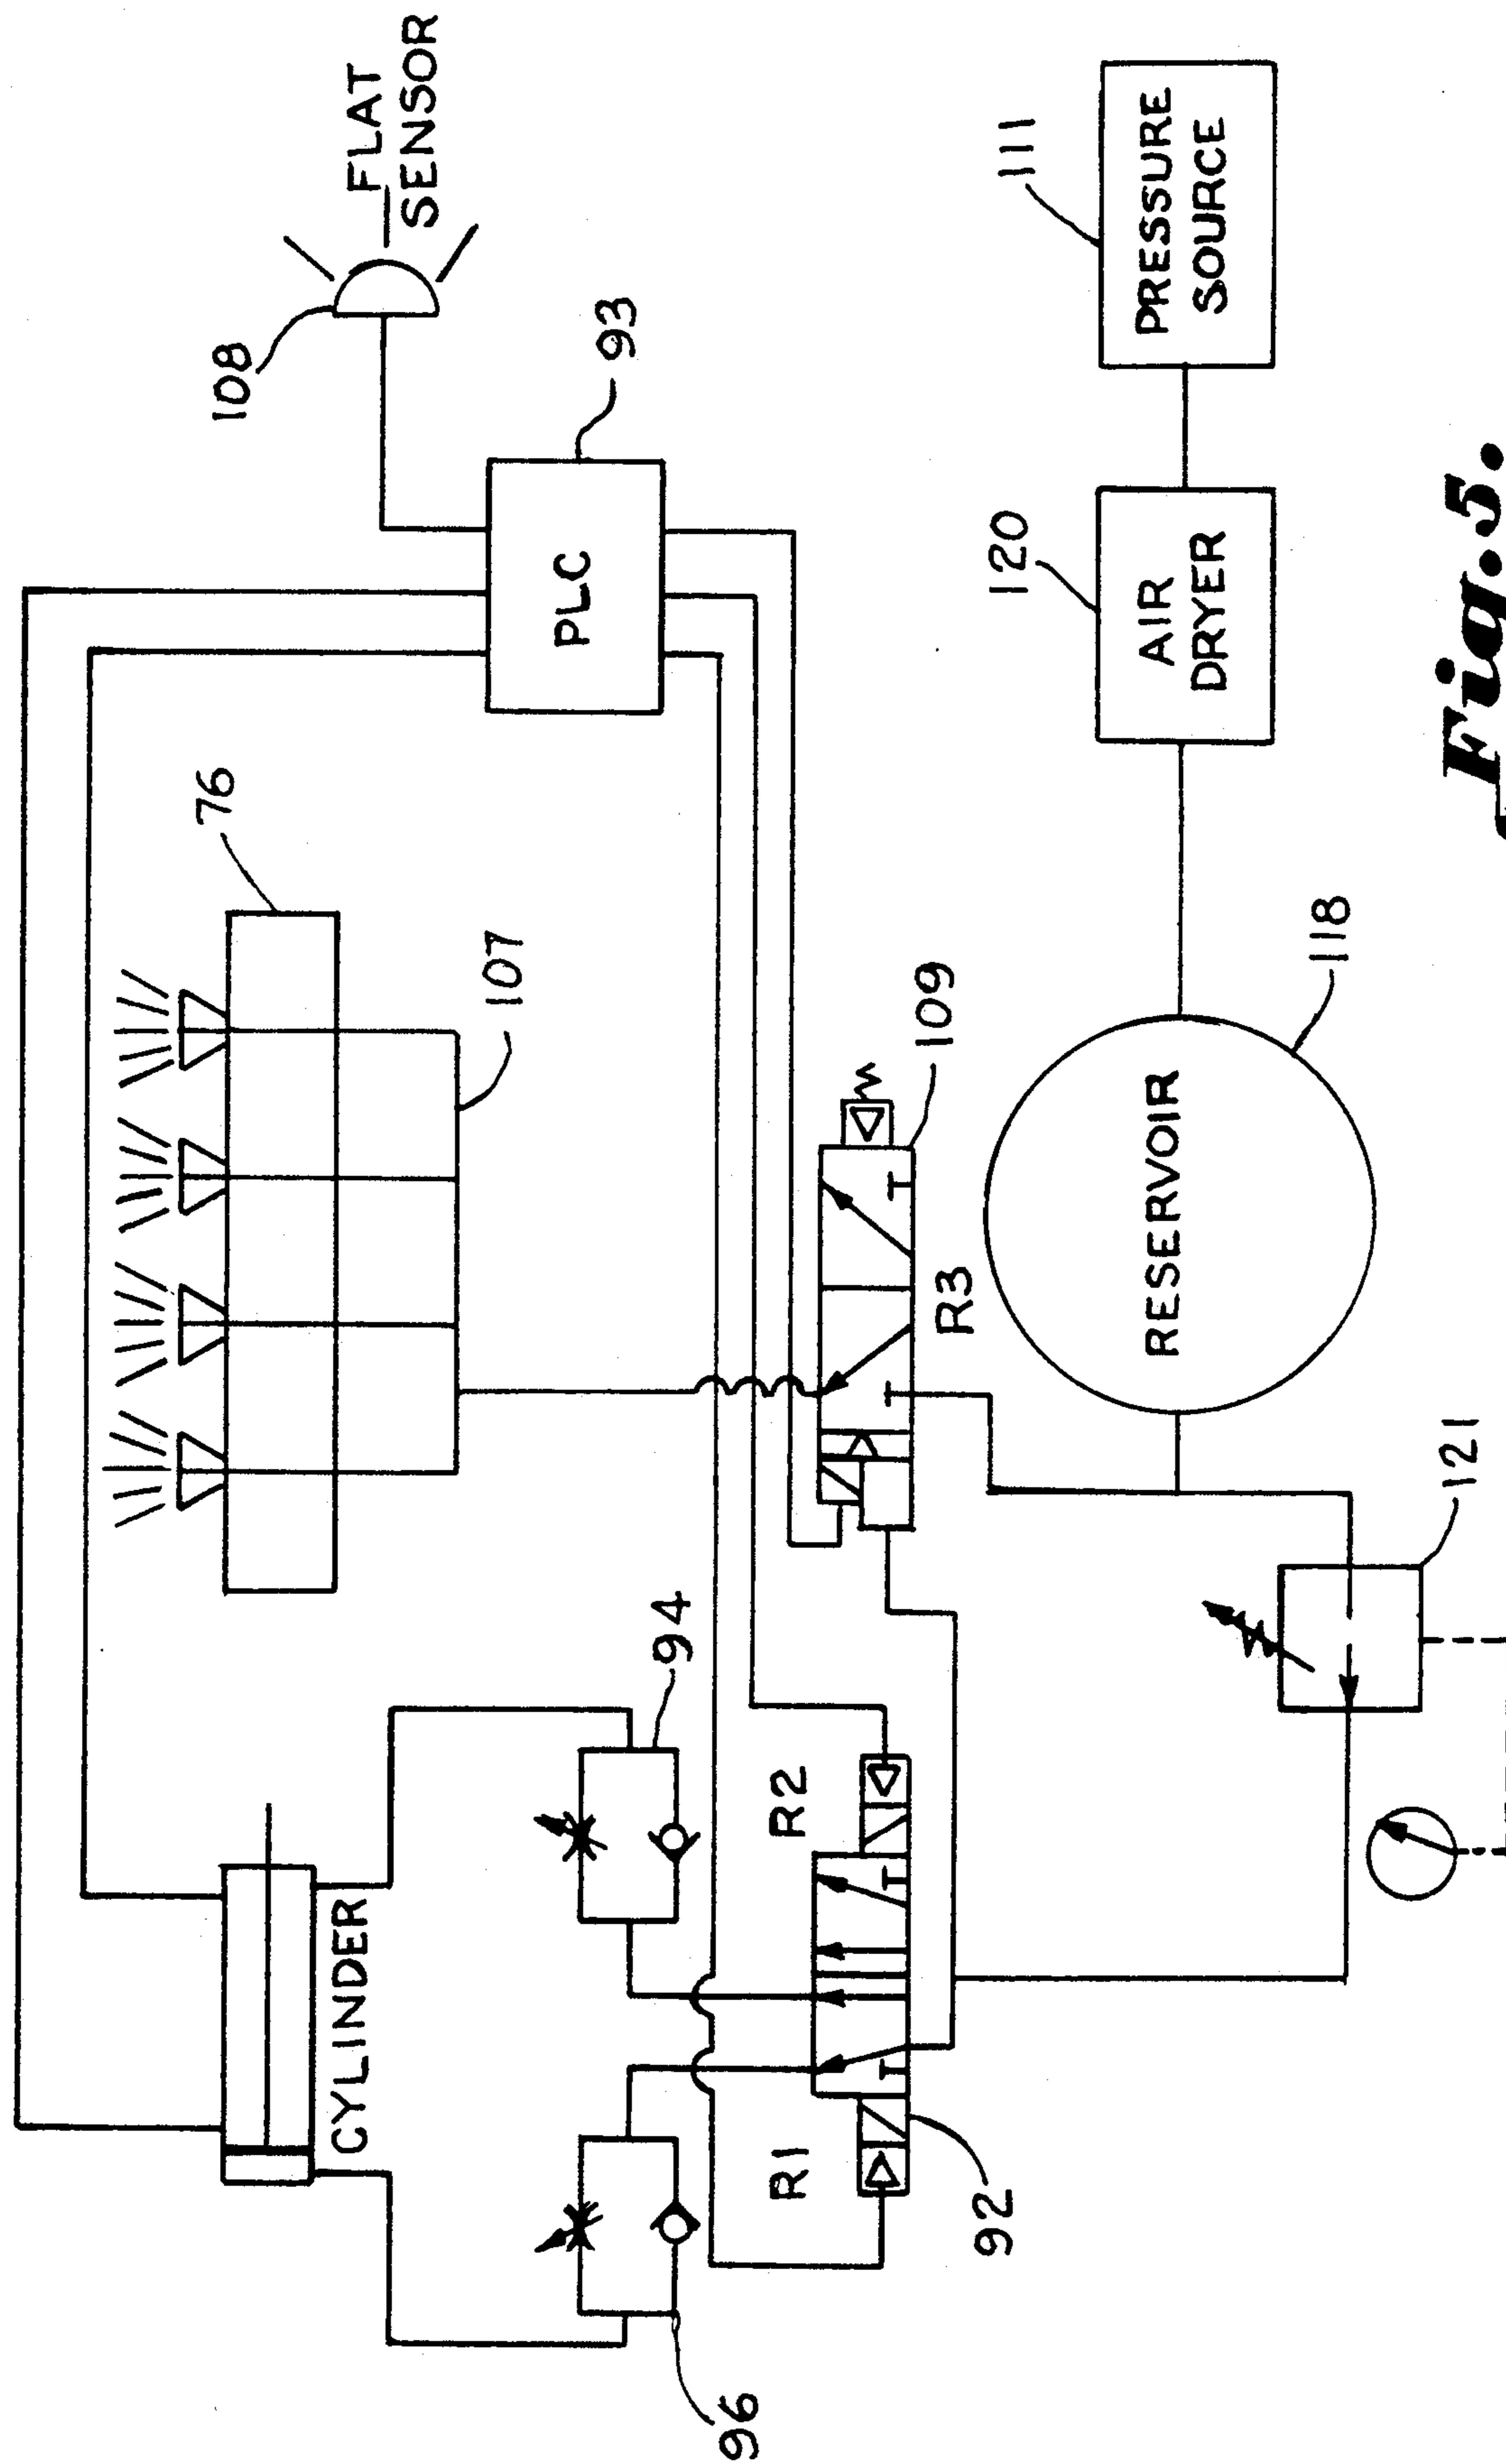 FLAT
SENSOR
108
93
PLC
76
107
CYLINDER
94
96
R1
R2
92
R3
109
111
PRESSURE
SOURCE
120
AIR
DRYER
RESERVOIR
118
121
Fig.5.